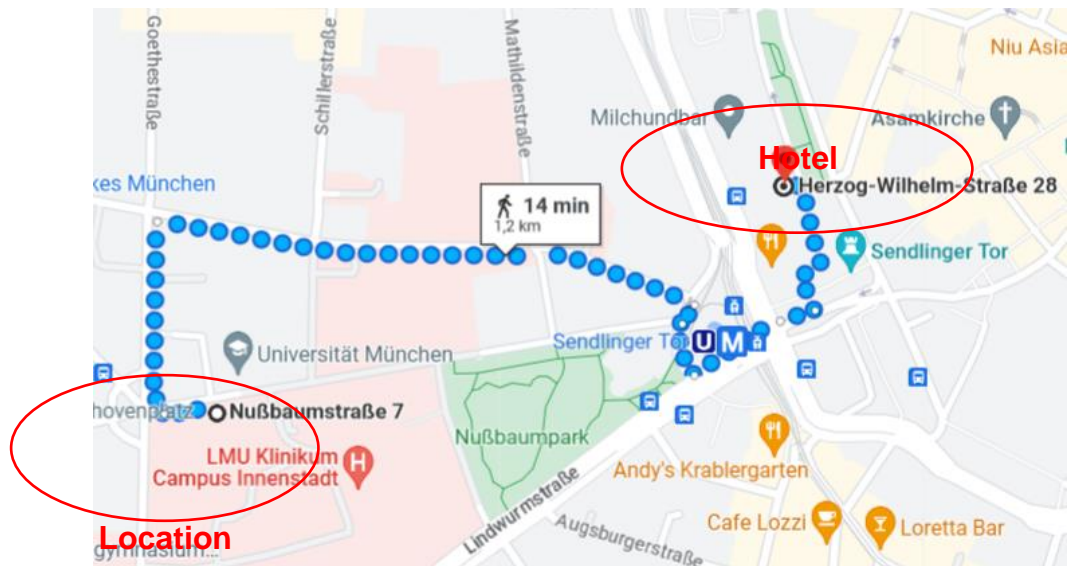 Goethestraße
Schillerstraße
Mathildenstraße
Niu Asia
Milchundbar
Asamkirche
Hotel
Herzog-Wilhelm-Straße 28
kes München
14 min
1,2 km
Sendlinger Tor
Sendlinger Tor
U
M
Universität München
hovenplatz
Nußbaumstraße 7
Nußbaumpark
LMU Klinikum
Campus Innenstadt
H
Andy's Krablergarten
Lindwurmstraße
Augsburgerstraße
Cafe Lozzi
Loretta Bar
Location
gymnasium...